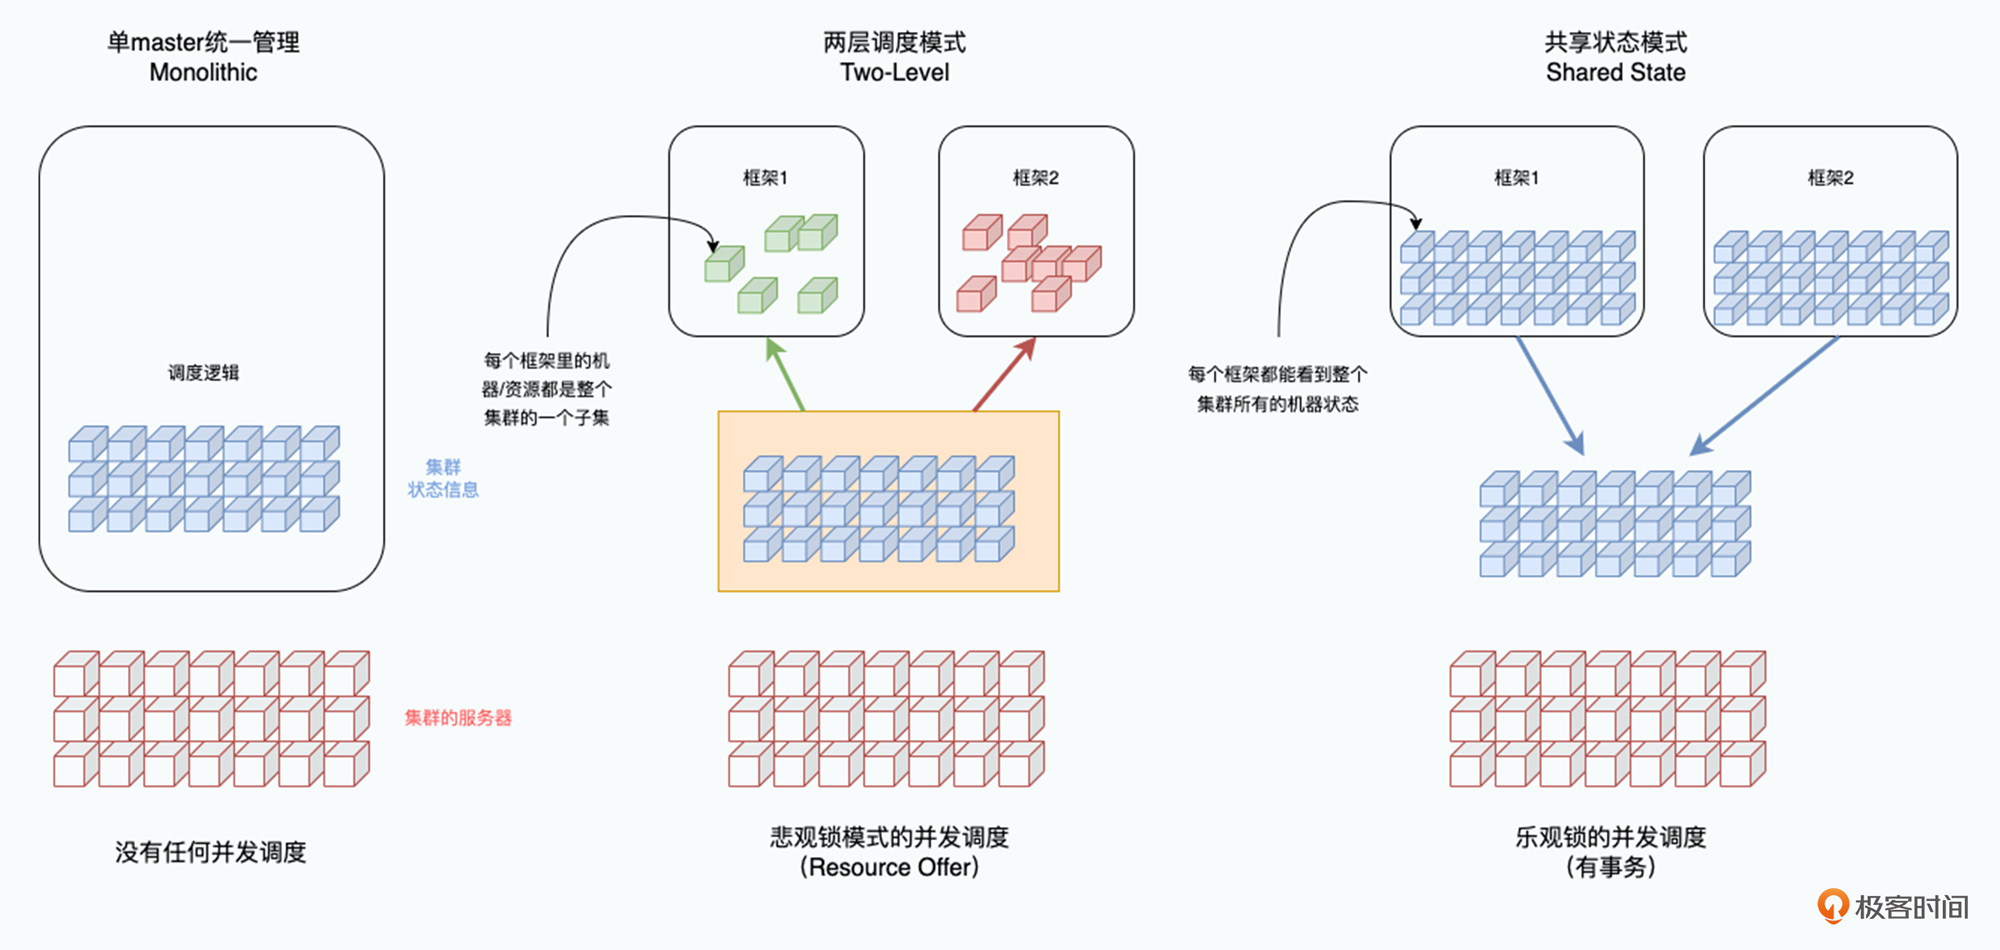 单master统一管理
Monolithic
调度逻辑
集群
状态信息
集群的服务器
没有任何并发调度
两层调度模式
Two-Level
框架1
框架2
每个框架里的机
器/资源都是整个
集群的一个子集
悲观锁模式的并发调度
（Resource Offer）
共享状态模式
Shared State
框架1
框架2
每个框架都能看到整个
集群所有的机器状态
乐观锁的并发调度
（有事务）
极客时间